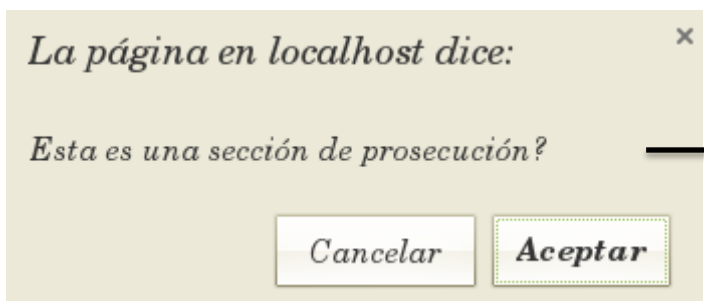 La página en localhost dice:
Esta es una sección de prosecución?
Cancelar
Aceptar